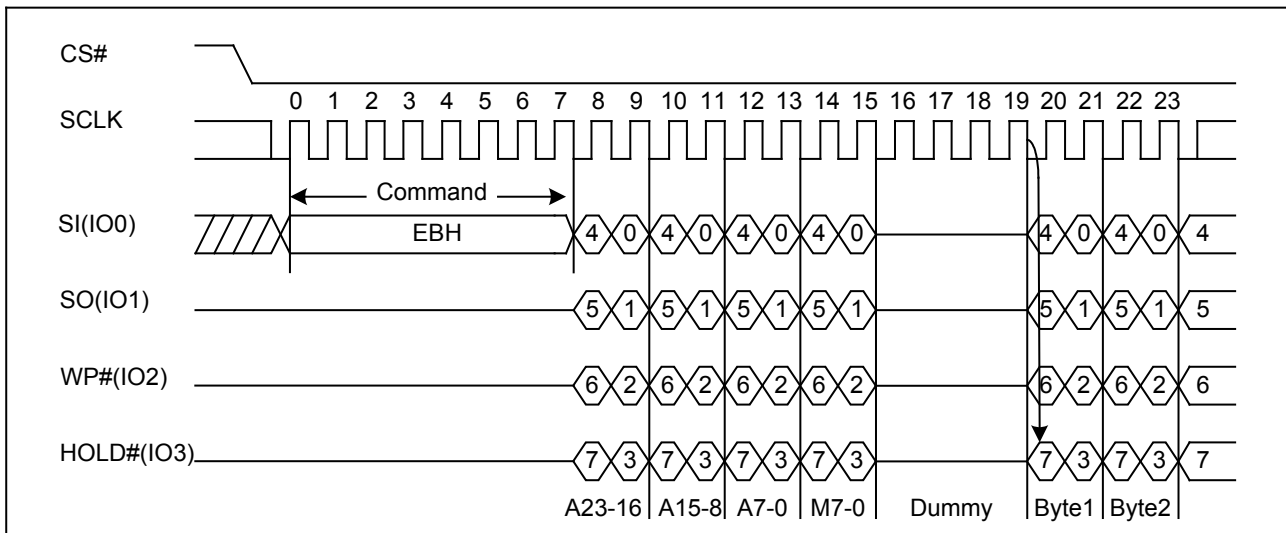 CS#
0 1 2 3 4 5 6 7 8 9 10 11 12 13 14 15 16 17 18 19 20 21 22 23
SCLK
Command
SI(IO0) EBH 4 0 4 0 4 0 4 0 4 0 4 0 4
SO(IO1) 5 1 5 1 5 1 5 1 5 1 5 1 5
WP#(IO2) 6 2 6 2 6 2 6 2 6 2 6 2 6
HOLD#(IO3) 7 3 7 3 7 3 7 3 7 3 7 3 7
A23-16 A15-8 A7-0 M7-0 Dummy Byte1 Byte2